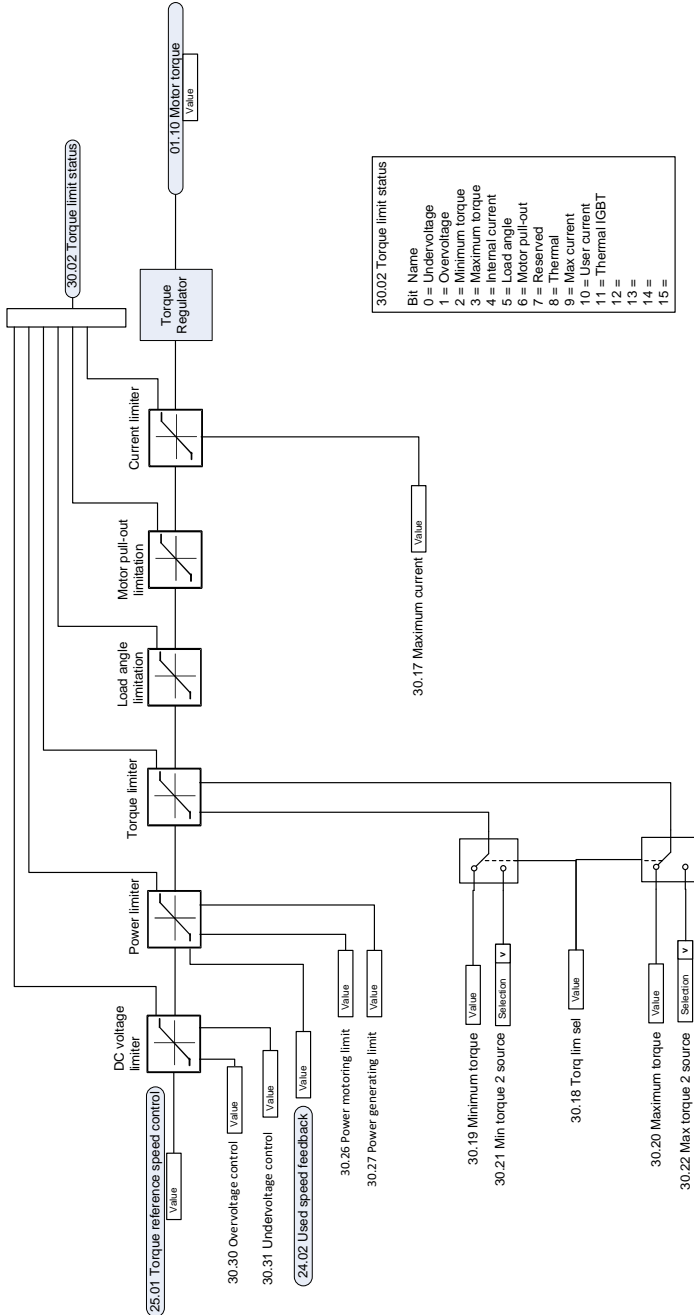 25.01 Torque reference speed control
Value
30.30 Overvoltage control
Value
30.31 Undervoltage control
Value
24.02 Used speed feedback
Value
30.26 Power motoring limit
Value
30.27 Power generating limit
Value
30.19 Minimum torque
Value
30.21 Min torque 2 source
Selection
v
30.18 Torq lim sel
Value
30.20 Maximum torque
Value
30.22 Max torque 2 source
Selection
v
DC voltage
limiter
Power limiter
Torque limiter
Load angle
limitation
Motor pull-out
limitation
Current limiter
30.17 Maximum current
Value
Torque
Regulator
30.02 Torque limit status
01.10 Motor torque
Value
30.02 Torque limit status
Bit Name
0 = Undervoltage
1 = Overvoltage
2 = Minimum torque
3 = Maximum torque
4 = Internal current
5 = Load angle
6 = Motor pull-out
7 = Reserved
8 = Thermal
9 = Max current
10 = User current
11 = Thermal IGBT
12 =
13 =
14 =
15 =